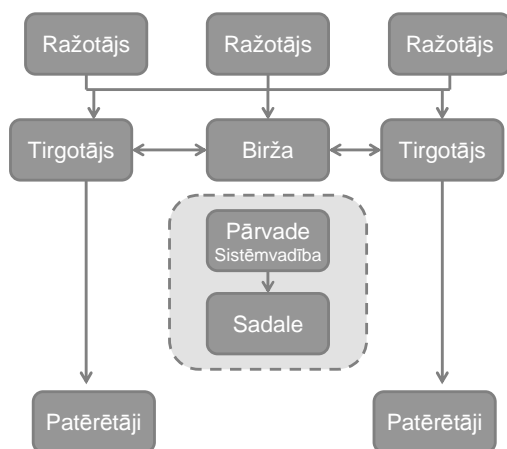 Ražotājs
Ražotājs
Ražotājs
Tirgotājs
Birža
Tirgotājs
Pārvade
Sistēmvadība
Sadale
Patērētāji
Patērētāji